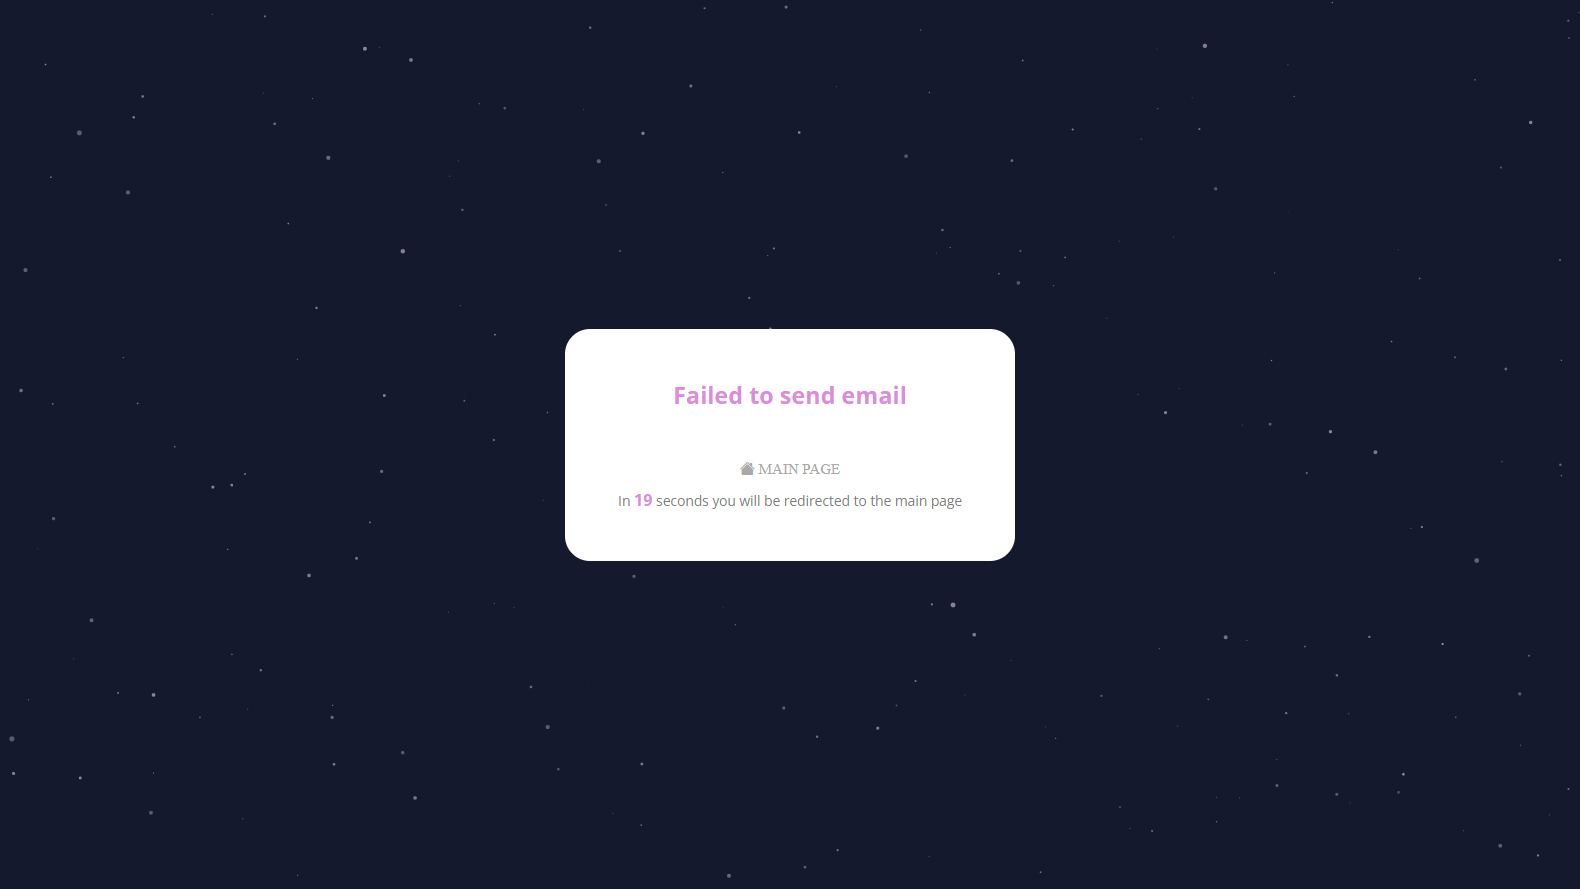 Failed to send email
MAIN PAGE
In 19 seconds you will be redirected to the main page